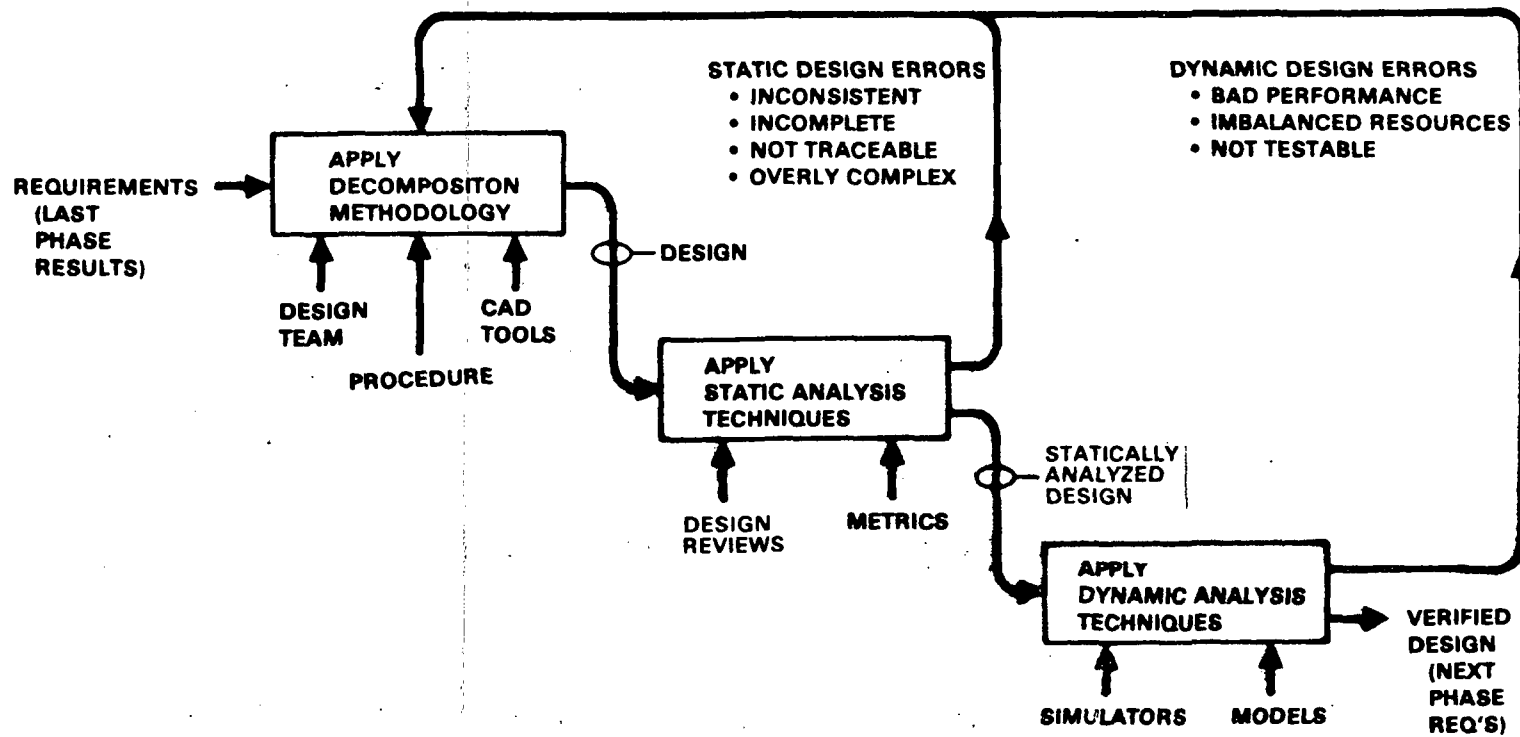 STATIC DESIGN ERRORS
• INCONSISTENT
• INCOMPLETE
• NOT TRACEABLE
• OVERLY COMPLEX
DYNAMIC DESIGN ERRORS
• BAD PERFORMANCE
• IMBALANCED RESOURCES
• NOT TESTABLE
REQUIREMENTS
(LAST
PHASE
RESULTS)
APPLY
DECOMPOSITON
METHODOLOGY
DESIGN
TEAM
PROCEDURE
CAD
TOOLS
DESIGN
APPLY
STATIC ANALYSIS
TECHNIQUES
DESIGN
REVIEWS
METRICS
STATICALLY
ANALYZED
DESIGN
APPLY
DYNAMIC ANALYSIS
TECHNIQUES
SIMULATORS
MODELS
VERIFIED
DESIGN
(NEXT
PHASE
REQ'S)